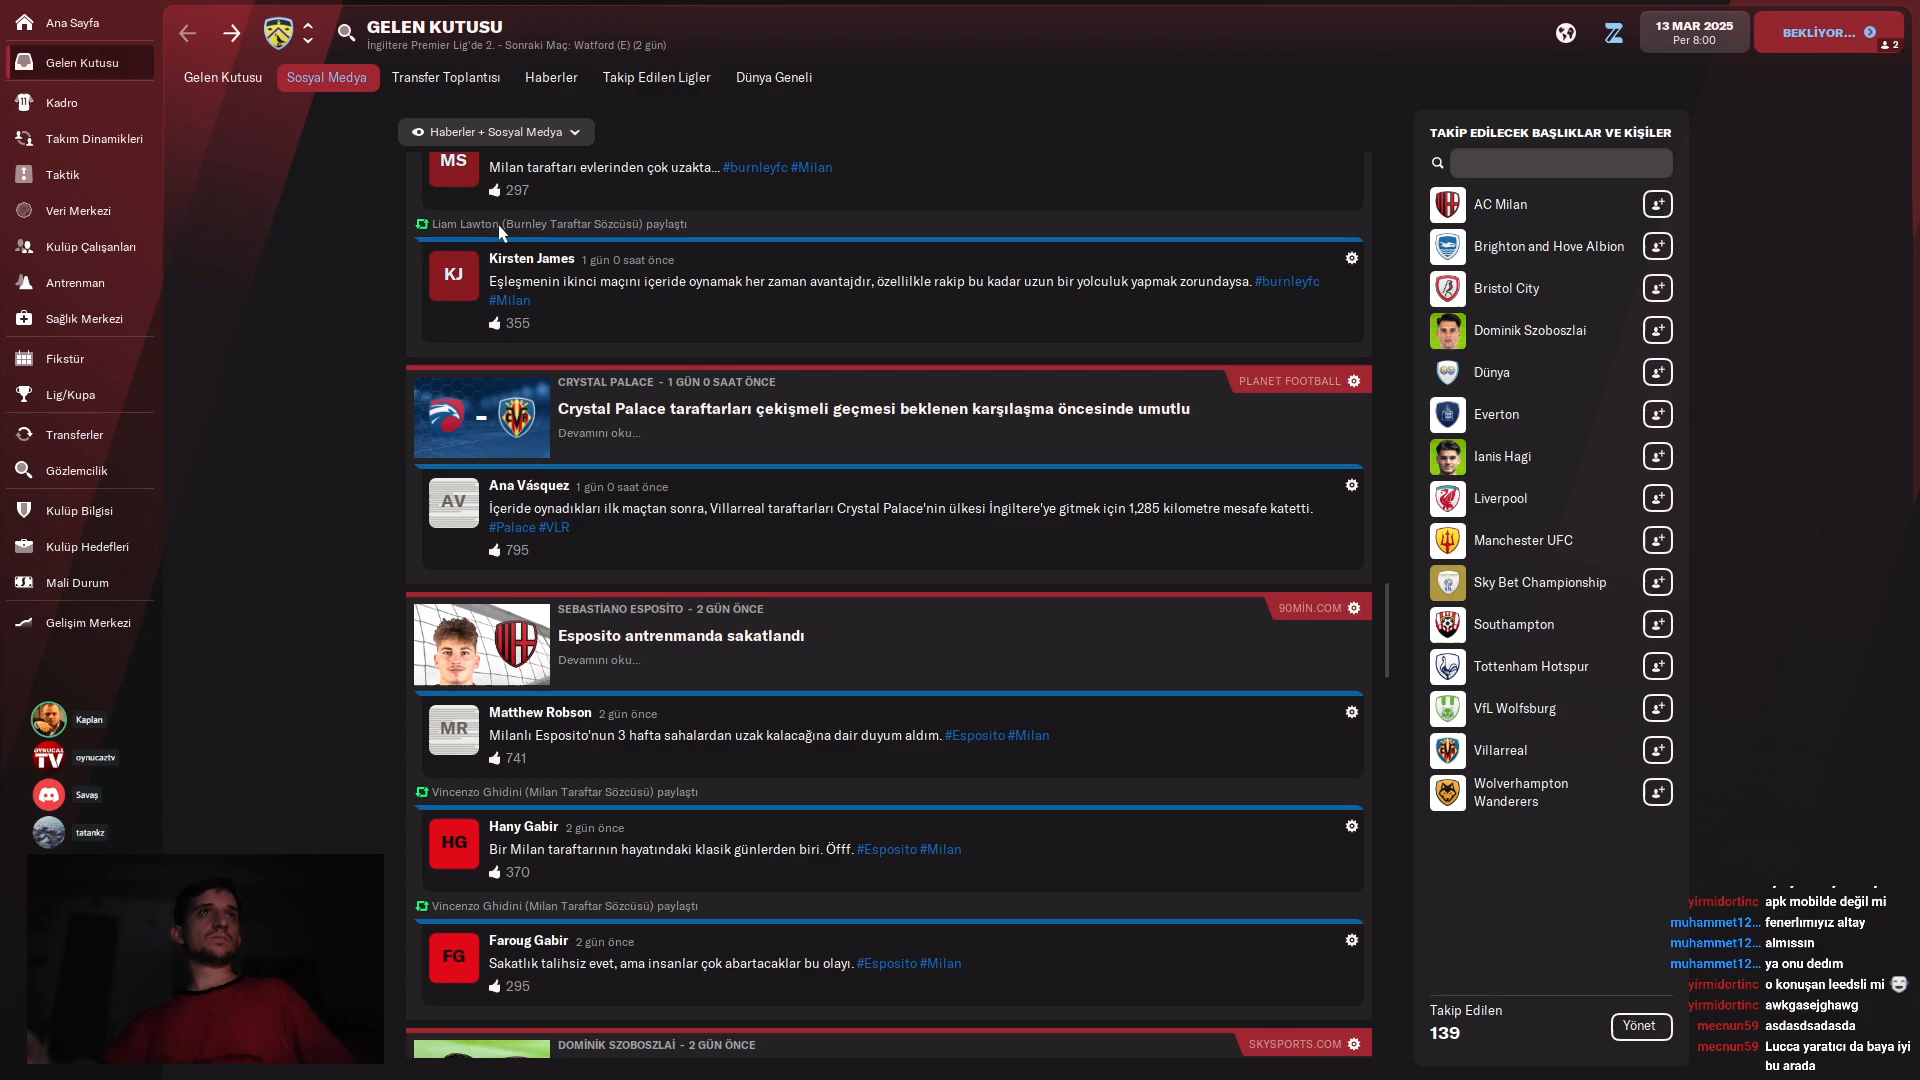 Ana Sayfa
Gelen Kutusu
Kadro
Takım Dinamikleri
Taktik
Veri Merkezi
Kulüp Çalışanları
Antrenman
Sağlık Merkezi
Fikstür
Lig/Kupa
Transferler
Gözlemcilik
Kulüp Bilgisi
Kulüp Hedefleri
Mali Durum
Gelişim Merkezi
Kaplan
OYNUCAZ TV oynucaztv
Savaş
tatankz
GELEN KUTUSU
İngiltere Premier Lig'de 2. - Sonraki Maç: Watford (E) (2 gün)
13 MAR 2025
Per 8:00
BEKLİYOR...
2
Gelen Kutusu Sosyal Medya Transfer Toplantısı Haberler Takip Edilen Ligler Dünya Geneli
Haberler + Sosyal Medya
MS
Milan taraftarı evlerinden çok uzakta... #burnleyfc #Milan
297
Liam Lawton (Burnley Taraftar Sözcüsü) paylaştı
KJ
Kirsten James 1 gün 0 saat önce
Eşleşmenin ikinci maçını içeride oynamak her zaman avantajdır, özellilkle rakip bu kadar uzun bir yolculuk yapmak zorundaysa. #burnleyfc
#Milan
355
CRYSTAL PALACE - 1 GÜN 0 SAAT ÖNCE
PLANET FOOTBALL
Crystal Palace taraftarları çekişmeli geçmesi beklenen karşılaşma öncesinde umutlu
Devamını oku...
AV
Ana Vásquez 1 gün 0 saat önce
İçeride oynadıkları ilk maçtan sonra, Villarreal taraftarları Crystal Palace'nin ülkesi İngiltere'ye gitmek için 1,285 kilometre mesafe katetti.
#Palace #VLR
795
SEBASTİANO ESPOSİTO - 2 GÜN ÖNCE
90MİN.COM
Esposito antrenmanda sakatlandı
Devamını oku...
MR
Matthew Robson 2 gün önce
Milanlı Esposito'nun 3 hafta sahalardan uzak kalacağına dair duyum aldım. #Esposito #Milan
741
Vincenzo Ghidini (Milan Taraftar Sözcüsü) paylaştı
HG
Hany Gabir 2 gün önce
Bir Milan taraftarının hayatındaki klasik günlerden biri. Öfff. #Esposito #Milan
370
Vincenzo Ghidini (Milan Taraftar Sözcüsü) paylaştı
FG
Faroug Gabir 2 gün önce
Sakatlık talihsiz evet, ama insanlar çok abartacaklar bu olayı. #Esposito #Milan
295
DOMİNİK SZOBOSZLAİ - 2 GÜN ÖNCE
SKYSPORTS.COM
TAKİP EDİLECEK BAŞLIKLAR VE KİŞİLER
AC Milan
Brighton and Hove Albion
Bristol City
Dominik Szoboszlai
Dünya
Everton
Ianis Hagi
Liverpool
Manchester UFC
Sky Bet Championship
Southampton
Tottenham Hotspur
VfL Wolfsburg
Villarreal
Wolverhampton
Wanderers
Takip Edilen
139
Yönet
yirmidortinc apk mobilde değil mi
muhammet12... fenerlımıyız altay
muhammet12... almıssın
muhammet12... ya onu dedım
yirmidortinc o konuşan leedsli mi
yirmidortinc awkgasejghawg
mecnun59 asdasdsadasda
mecnun59 Lucca yaratıcı da baya iyi
bu arada